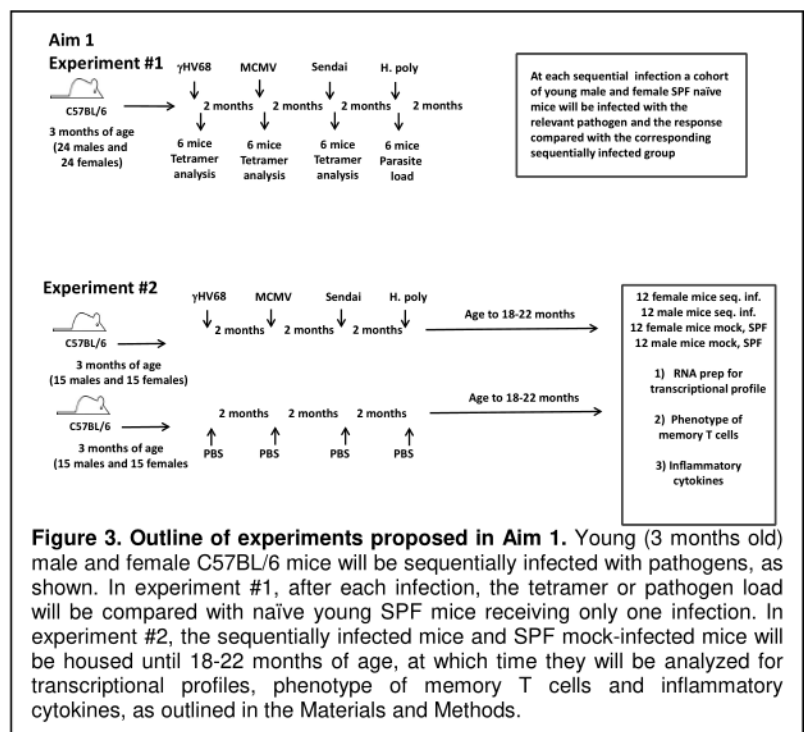 Aim 1
Experiment #1
γHV68 MCMV Sendai H. poly
C57BL/6
2 months 2 months 2 months 2 months
3 months of age
(24 males and
24 females)
6 mice
Tetramer
analysis
6 mice
Tetramer
analysis
6 mice
Tetramer
analysis
6 mice
Parasite
load
At each sequential infection a cohort
of young male and female SPF naïve
mice will be infected with the
relevant pathogen and the response
compared with the corresponding
sequentially infected group
Experiment #2
γHV68 MCMV Sendai H. poly
C57BL/6
2 months 2 months 2 months
Age to 18-22 months
3 months of age
(15 males and 15 females)
C57BL/6
2 months 2 months 2 months
Age to 18-22 months
3 months of age
(15 males and 15 females
PBS PBS PBS PBS
12 female mice seq. inf.
12 male mice seq. inf.
12 female mice mock, SPF
12 male mice mock, SPF
1) RNA prep for
transcriptional profile
2) Phenotype of
memory T cells
3) Inflammatory
cytokines
Figure 3. Outline of experiments proposed in Aim 1. Young (3 months old)
male and female C57BL/6 mice will be sequentially infected with pathogens, as
shown. In experiment #1, after each infection, the tetramer or pathogen load
will be compared with naïve young SPF mice receiving only one infection. In
experiment #2, the sequentially infected mice and SPF mock-infected mice will
be housed until 18-22 months of age, at which time they will be analyzed for
transcriptional profiles, phenotype of memory T cells and inflammatory
cytokines, as outlined in the Materials and Methods.